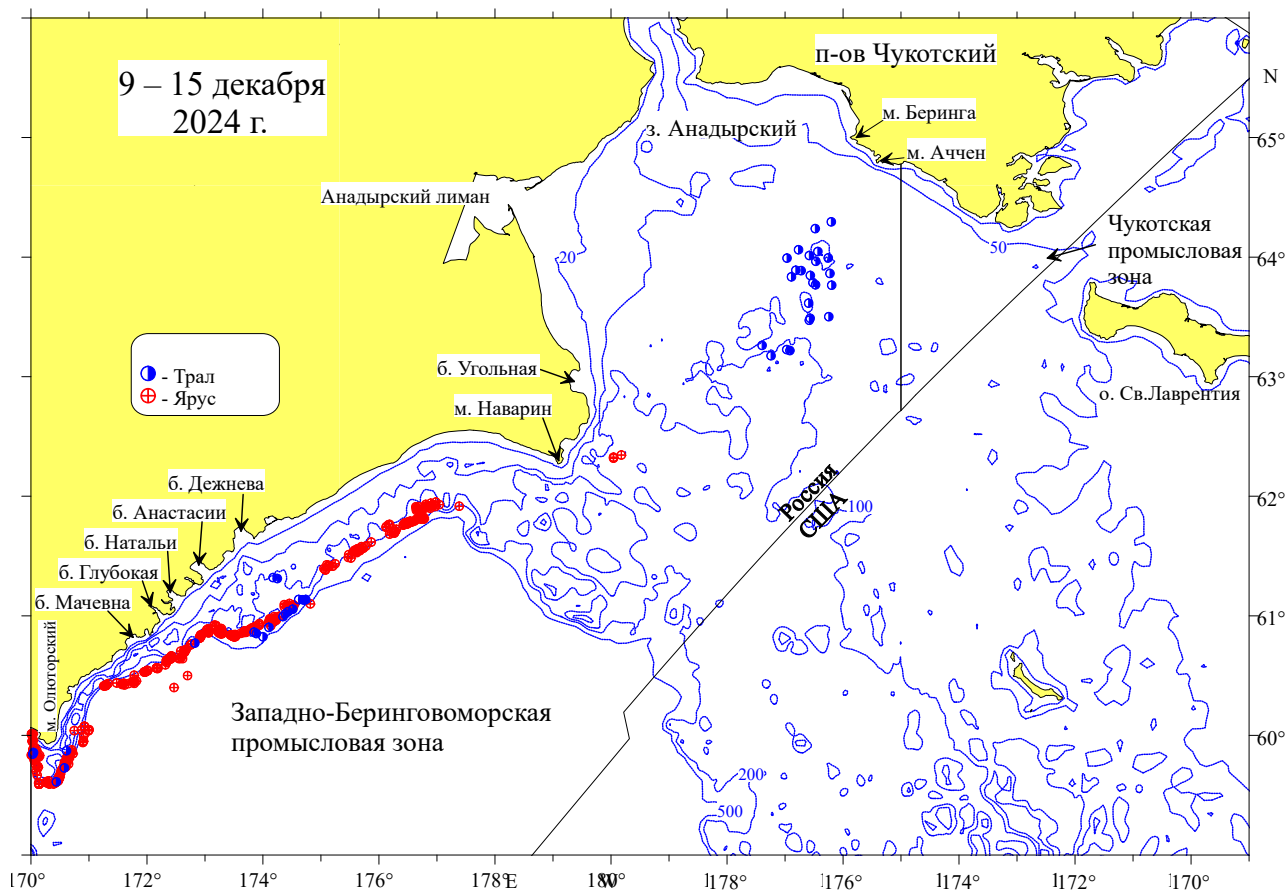 9 – 15 декабря
2024 г.
п-ов Чукотский
N
м. Беринга
з. Анадырский
65°
м. Аччен
Анадырский лиман
Чукотская
промысловая
зона
50
20
64°
б. Угольная
63°
о. Св.Лаврентия
- Трал
- Ярус
м. Наварин
б. Дежнева
62°
Россия
США
100
б. Анастасии
б. Натальи
б. Глубокая
б. Мачевна
61°
м. Олюторский
Западно-Беринговоморская
промысловая зона
60°
200
500
170 172 174 176 178 E 180° W 178 176 174 172 170°